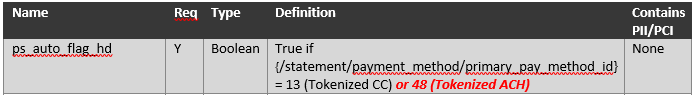 Name Req Type Definition Contains PII/PCI
ps_auto_flag_hd Y Boolean True if None
{/statement/payment_method/primary_pay_method_id}
= 13 (Tokenized CC) or 48 (Tokenized ACH)